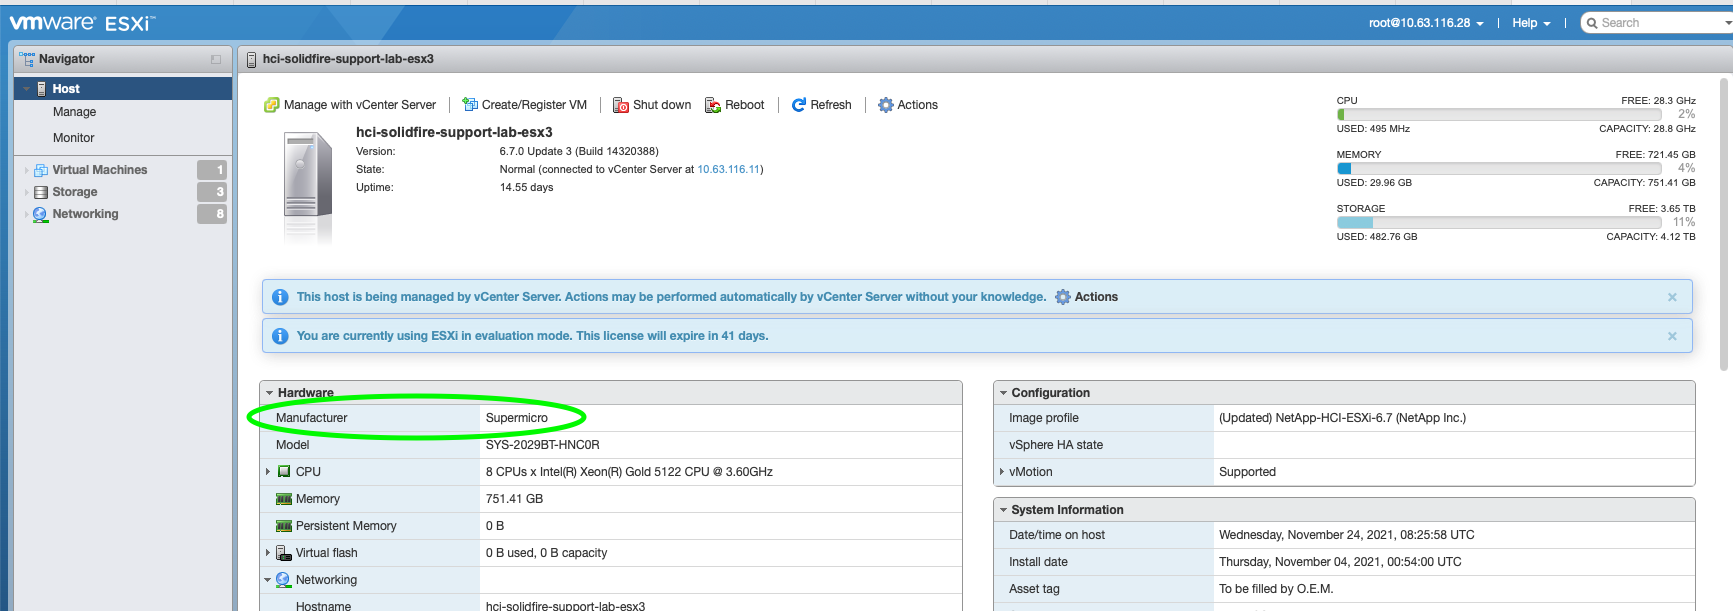 vmware ESXi™
root@10.63.116.28 | Help | Search
Navigator
Host
Manage
Monitor
Virtual Machines 1
Storage 3
Networking 8
hci-solidfire-support-lab-esx3
Manage with vCenter Server | Create/Register VM | Shut down Reboot | Refresh | Actions
hci-solidfire-support-lab-esx3
Version: 6.7.0 Update 3 (Build 14320388)
State: Normal (connected to vCenter Server at 10.63.116.11)
Uptime: 14.55 days
CPU FREE: 28.3 GHz
2%
USED: 495 MHz CAPACITY: 28.8 GHz
MEMORY FREE: 721.45 GB
4%
USED: 29.96 GB CAPACITY: 751.41 GB
STORAGE FREE: 3.65 TB
11%
USED: 482.76 GB CAPACITY: 4.12 TB
This host is being managed by vCenter Server. Actions may be performed automatically by vCenter Server without your knowledge. Actions
You are currently using ESXi in evaluation mode. This license will expire in 41 days.
Hardware
Manufacturer Supermicro
Model SYS-2029BT-HNC0R
CPU 8 CPUs x Intel(R) Xeon(R) Gold 5122 CPU @ 3.60GHz
Memory 751.41 GB
Persistent Memory 0 B
Virtual flash 0 B used, 0 B capacity
Networking
Hostname hci-solidfire-support-lab-esx3
Configuration
Image profile (Updated) NetApp-HCI-ESXi-6.7 (NetApp Inc.)
vSphere HA state
vMotion Supported
System Information
Date/time on host Wednesday, November 24, 2021, 08:25:58 UTC
Install date Thursday, November 04, 2021, 00:54:00 UTC
Asset tag To be filled by O.E.M.